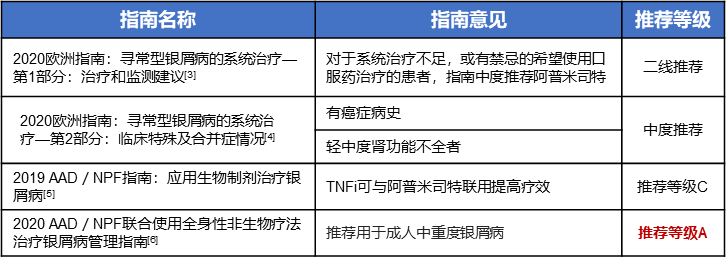 指南名称 指南意见 推荐等级
2020欧洲指南：寻常型银屑病的系统治疗—
第1部分：治疗和监测建议[3]
对于系统治疗不足，或有禁忌的希望使用口
服药治疗的患者，指南中度推荐阿普米司特
二线推荐
2020欧洲指南：寻常型银屑病的系统治
疗—第2部分：临床特殊及合并症情况[4]
有癌症病史
轻中度肾功能不全者
中度推荐
2019 AAD / NPF指南：应用生物制剂治疗银
屑病[5]
TNFi可与阿普米司特联用提高疗效
推荐等级C
2020 AAD / NPF联合使用全身性非生物疗法
治疗银屑病管理指南[6]
推荐用于成人中重度银屑病
推荐等级A